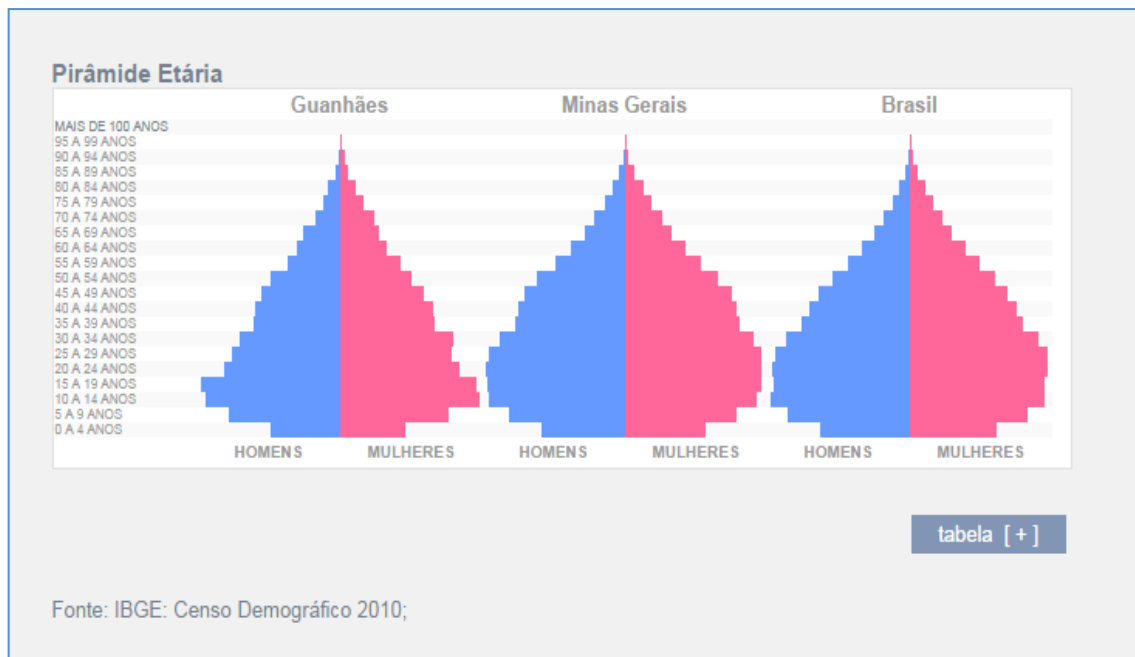 Pirâmide Etária
Guanhães Minas Gerais Brasil
MAIS DE 100 ANOS
95 A 99 ANOS
90 A 94 ANOS
85 A 89 ANOS
80 A 84 ANOS
75 A 79 ANOS
70 A 74 ANOS
65 A 69 ANOS
60 A 64 ANOS
55 A 59 ANOS
50 A 54 ANOS
45 A 49 ANOS
40 A 44 ANOS
35 A 39 ANOS
30 A 34 ANOS
25 A 29 ANOS
20 A 24 ANOS
15 A 19 ANOS
10 A 14 ANOS
5 A 9 ANOS
0 A 4 ANOS
HOMENS MULHERES HOMENS MULHERES HOMENS MULHERES
tabela [ + ]
Fonte: IBGE: Censo Demográfico 2010;